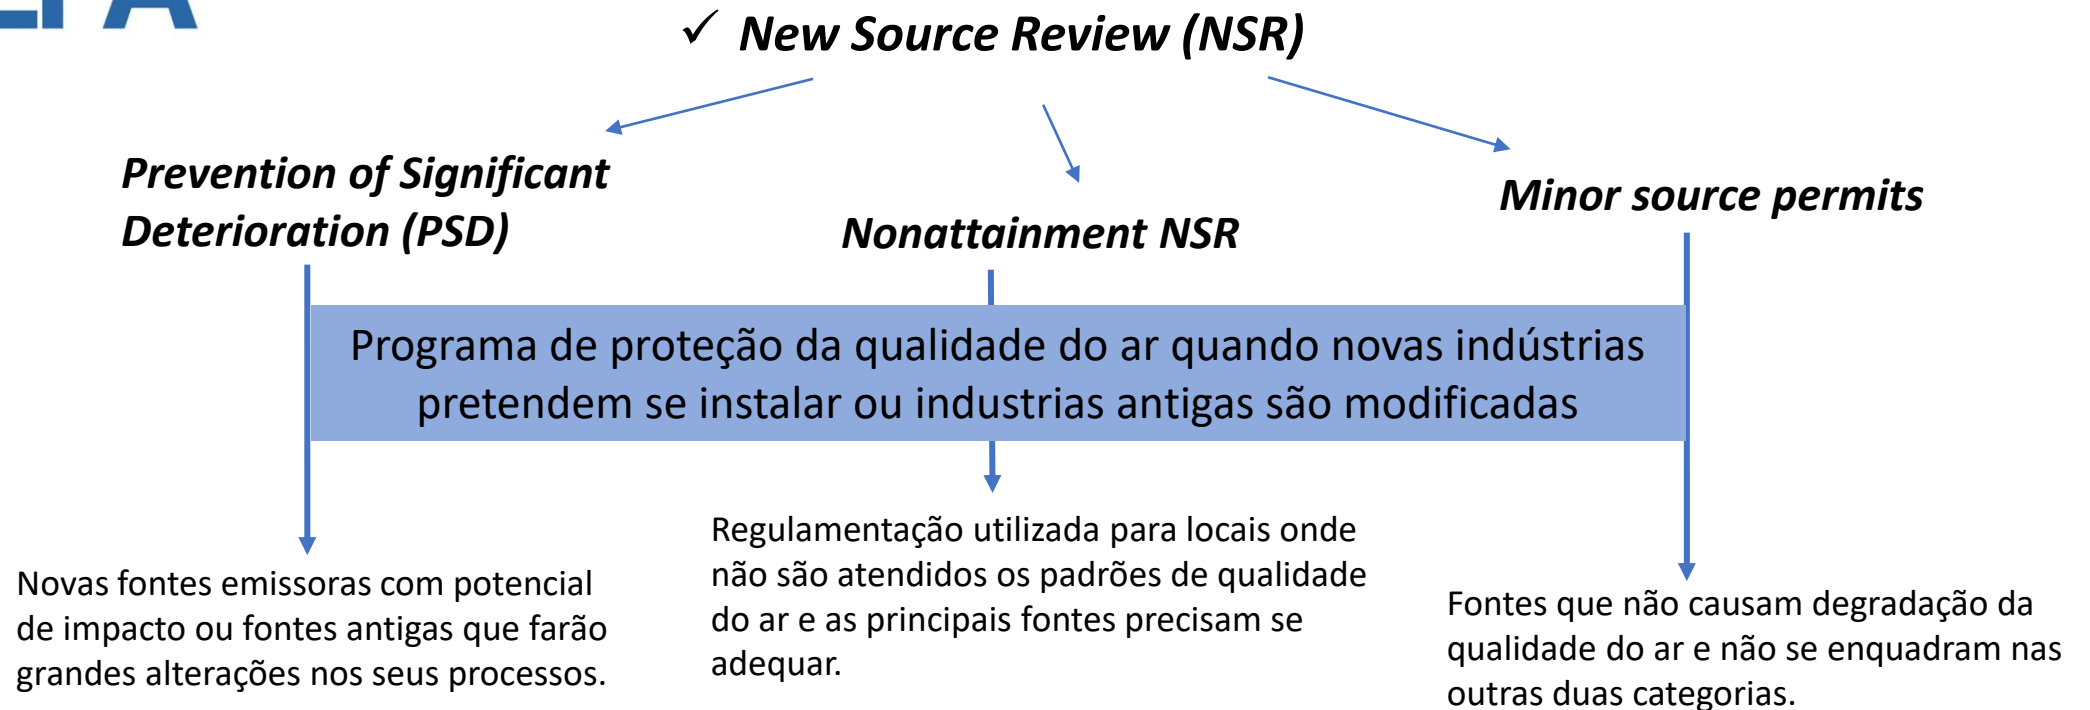 ✓ New Source Review (NSR)
Prevention of Significant
Deterioration (PSD)
Nonattainment NSR
Minor source permits
Programa de proteção da qualidade do ar quando novas indústrias
pretendem se instalar ou industrias antigas são modificadas
Novas fontes emissoras com potencial
de impacto ou fontes antigas que farão
grandes alterações nos seus processos.
Regulamentação utilizada para locais onde
não são atendidos os padrões de qualidade
do ar e as principais fontes precisam se
adequar.
Fontes que não causam degradação da
qualidade do ar e não se enquadram nas
outras duas categorias.